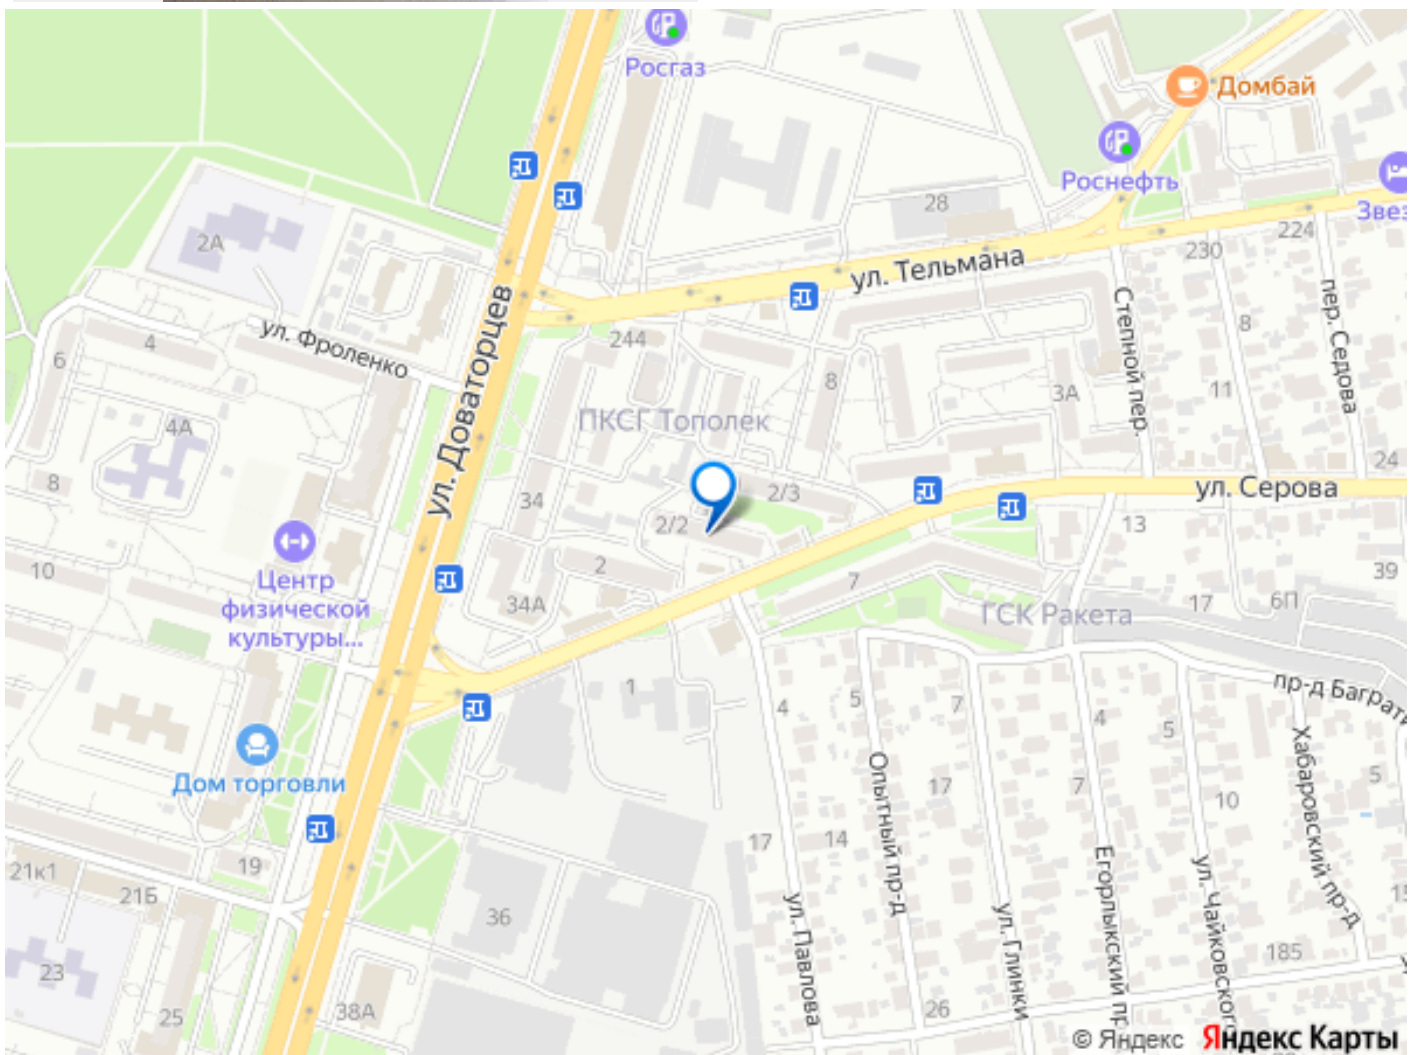 Росгаз
Домбай
Роснефть
28
224
230
2А
ул. Тельмана
ул. Доваторцев
ул. Фроленко
244
4
6
8
8
11
3А
Степной пер.
пер. Седова
ПКСГ Тополек
4А
8
34
2/3
2/2
24
ул. Серова
13
Центр
физической
культуры...
10
2
34А
7
39
17
6П
ГСК Ракета
1
4
5
7
4
5
пр-д Баграти
Дом торговли
Опытный пр-д
17
7
10
5
Хабаровский пр-д
17
14
21к1
21Б
19
36
ул. Павлова
ул. Глинки
Егорлыкский пр
ул. Чайковского
185
23
25
38А
26
© Яндекс Яндекс Карты